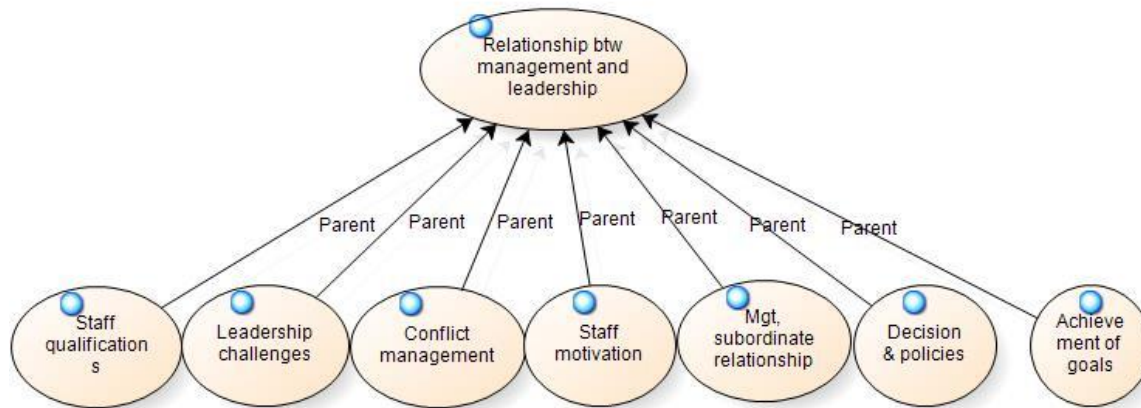 Relationship btw
management and
leadership
Parent
Parent
Parent
Parent
Parent
Parent
Parent
Staff
qualification
s
Leadership
challenges
Conflict
management
Staff
motivation
Mgt,
subordinate
relationship
Decision
& policies
Achieve
ment of
goals